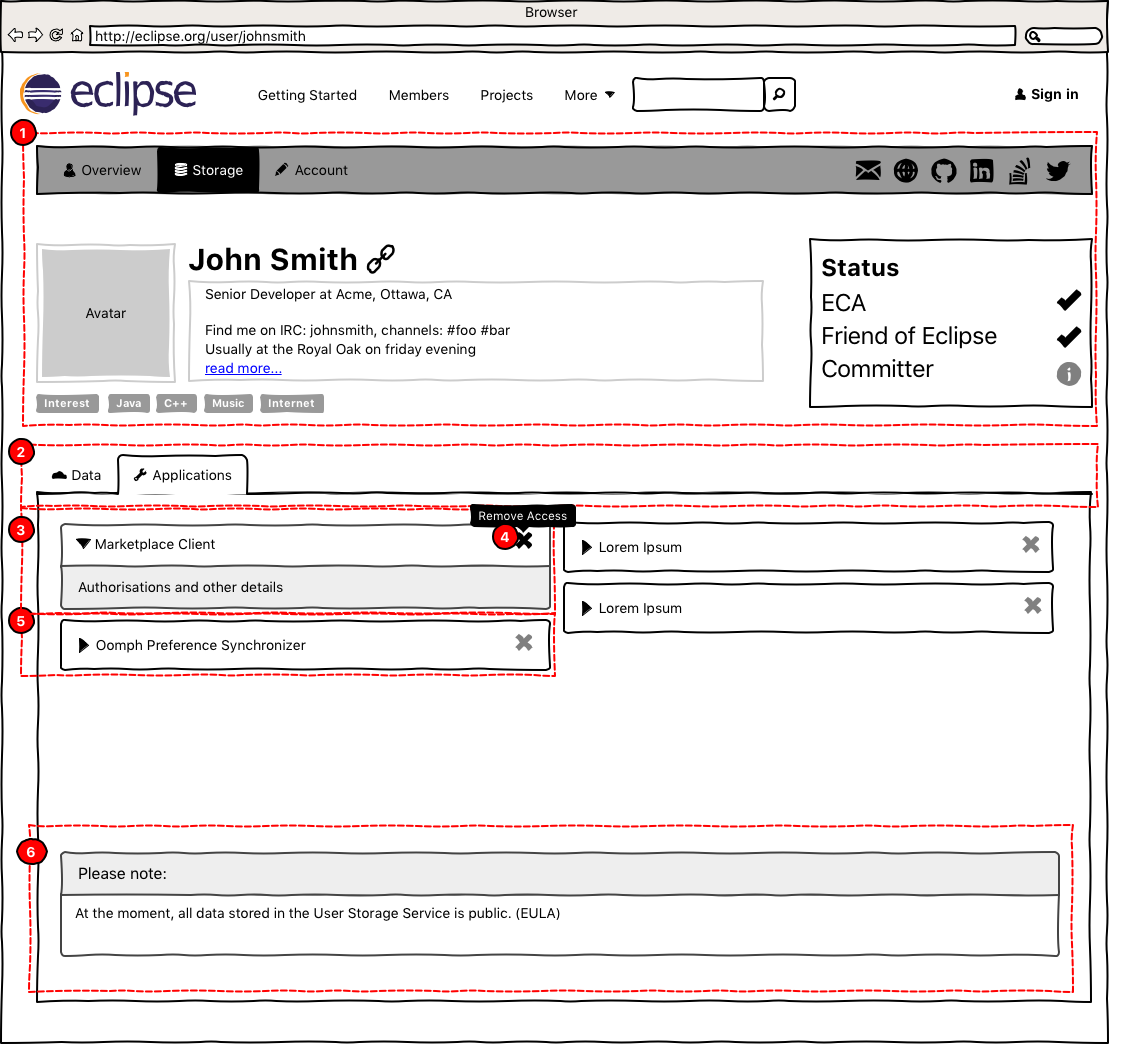 Browser
http://eclipse.org/user/johnsmith
eclipse
Getting Started Members Projects More
Sign in
1
Overview Storage Account
in
John Smith
Avatar
Senior Developer at Acme, Ottawa, CA
Find me on IRC: johnsmith, channels: #foo #bar
Usually at the Royal Oak on friday evening
read more...
Interest Java C++ Music Internet
Status
ECA
Friend of Eclipse
Committer
i
2
Data Applications
3
Remove Access
4
Marketplace Client
Authorisations and other details
Lorem Ipsum
Lorem Ipsum
5
Oomph Preference Synchronizer
6
Please note:
At the moment, all data stored in the User Storage Service is public. (EULA)